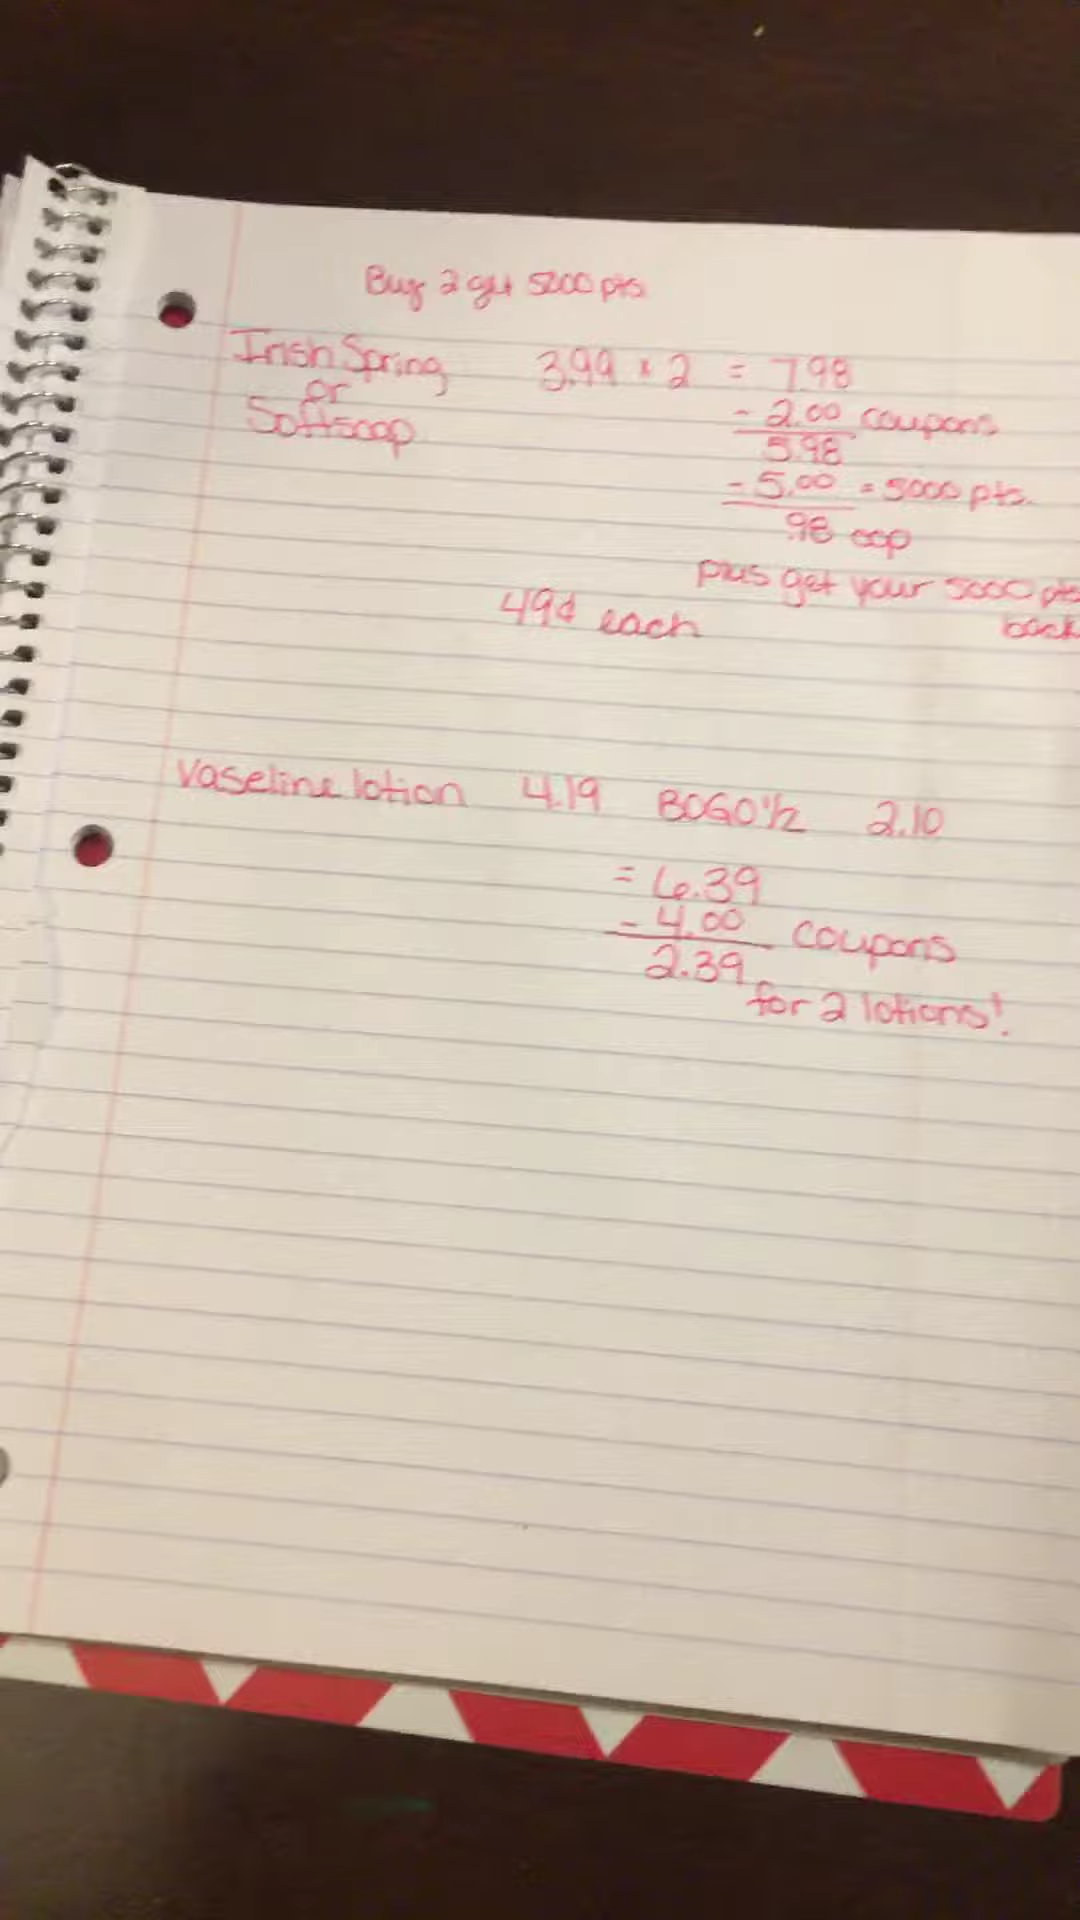 Buy 2 get 5000 pts.
Irish Spring 3.99 x 2 = 7.98
or
Softsoap
- 2.00 coupons
5.98
- 5.00 = 5000 pts.
.98 oop
plus get your 5000 pts
back
49¢ each
Vaseline lotion 4.19 BOGO 1/2 2.10
= 6.39
- 4.00 coupons
2.39
for 2 lotions!